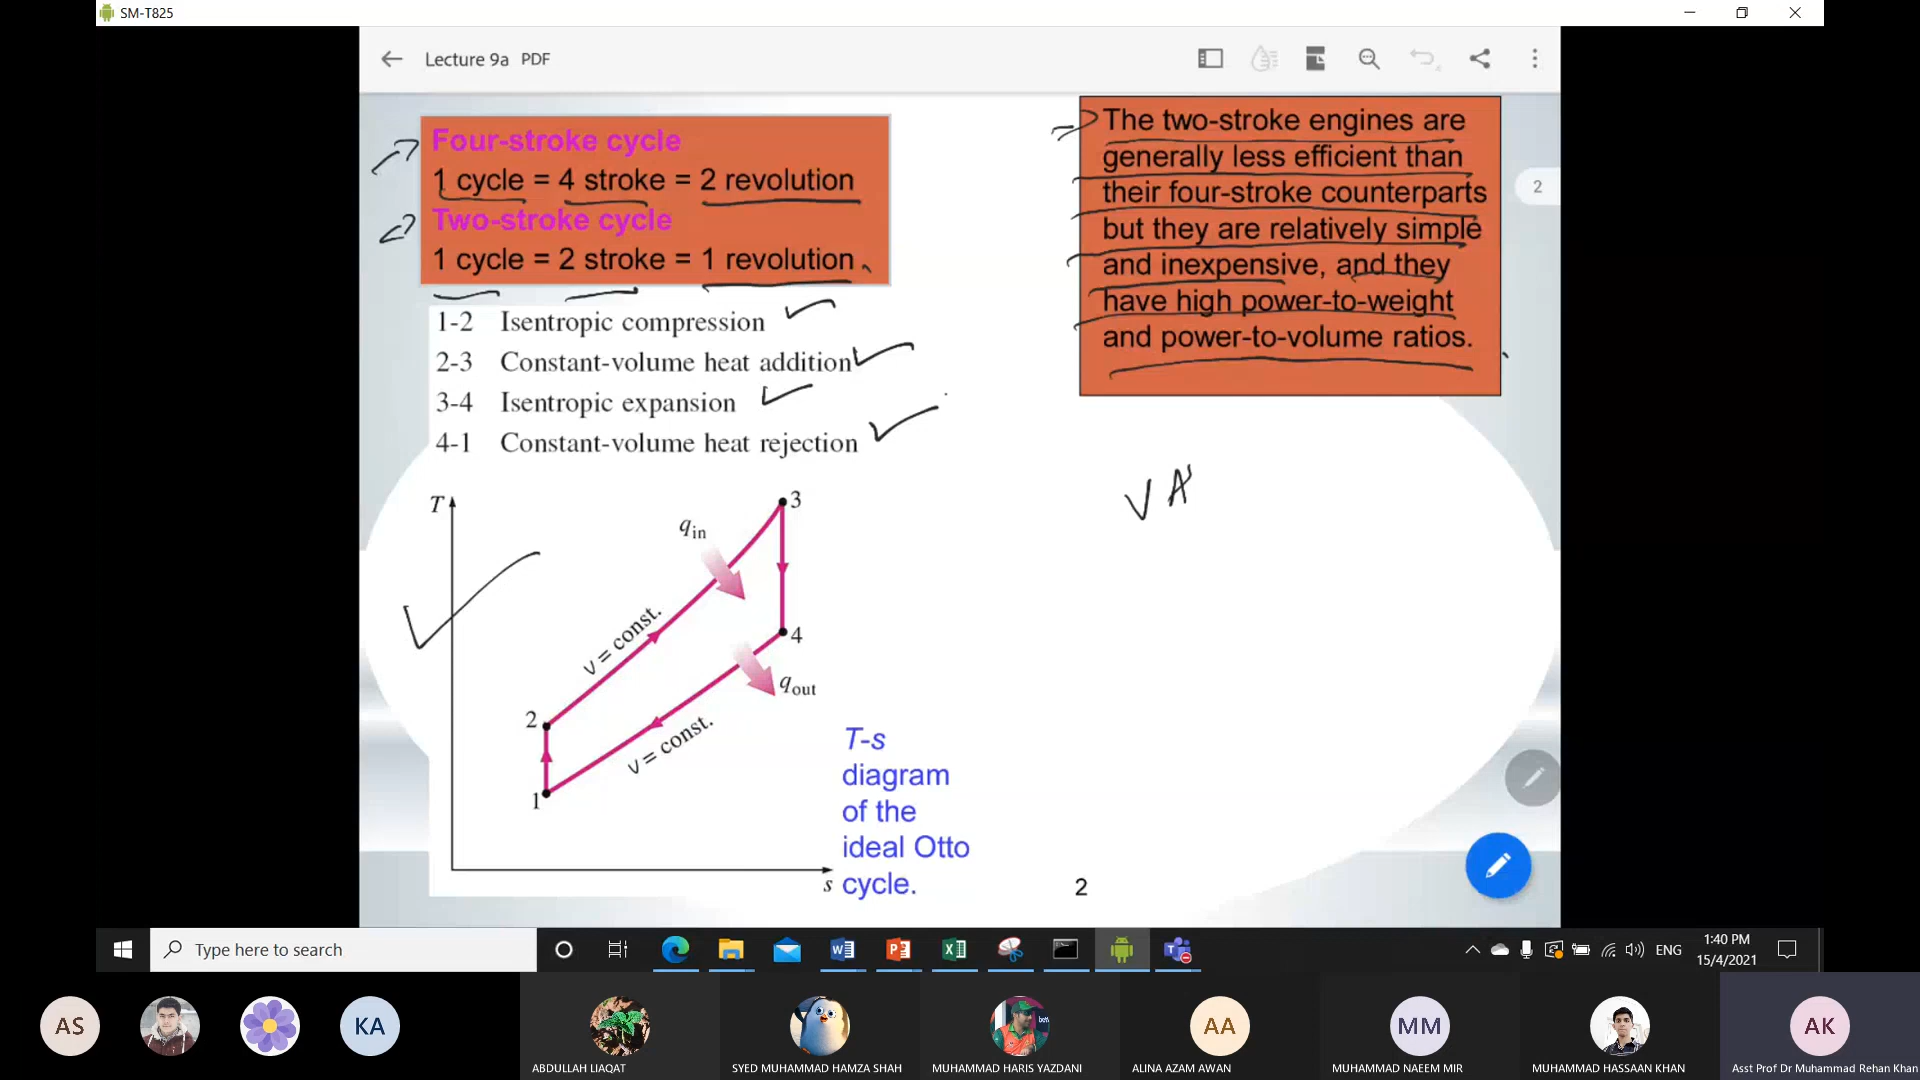 SM-T825
Lecture 9a PDF
Four-stroke cycle
1 cycle = 4 stroke = 2 revolution
Two-stroke cycle
1 cycle = 2 stroke = 1 revolution
The two-stroke engines are
generally less efficient than
their four-stroke counterparts
but they are relatively simple
and inexpensive, and they
have high power-to-weight
and power-to-volume ratios.
2
1-2 Isentropic compression
2-3 Constant-volume heat addition
3-4 Isentropic expansion
4-1 Constant-volume heat rejection
V A
T
3
qin
v = const.
4
qout
2
v = const.
1
s
T-s
diagram
of the
ideal Otto
cycle.
2
Type here to search
ENG
1:40 PM
15/4/2021
AS
KA
AA
MM
AK
ABDULLAH LIAQAT
SYED MUHAMMAD HAMZA SHAH
MUHAMMAD HARIS YAZDANI
ALINA AZAM AWAN
MUHAMMAD NAEEM MIR
MUHAMMAD HASSAAN KHAN
Asst Prof Dr Muhammad Rehan Khan